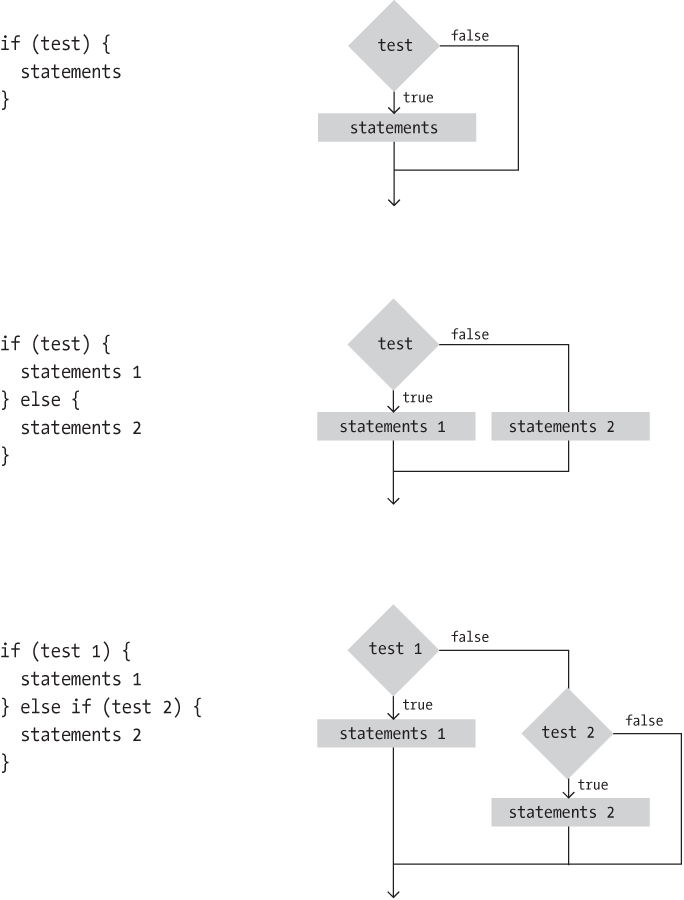 if (test) {
statements
}
test
false
true
statements
if (test) {
statements 1
} else {
statements 2
}
test
false
true
statements 1
statements 2
if (test 1) {
statements 1
} else if (test 2) {
statements 2
}
test 1
false
true
statements 1
test 2
false
true
statements 2